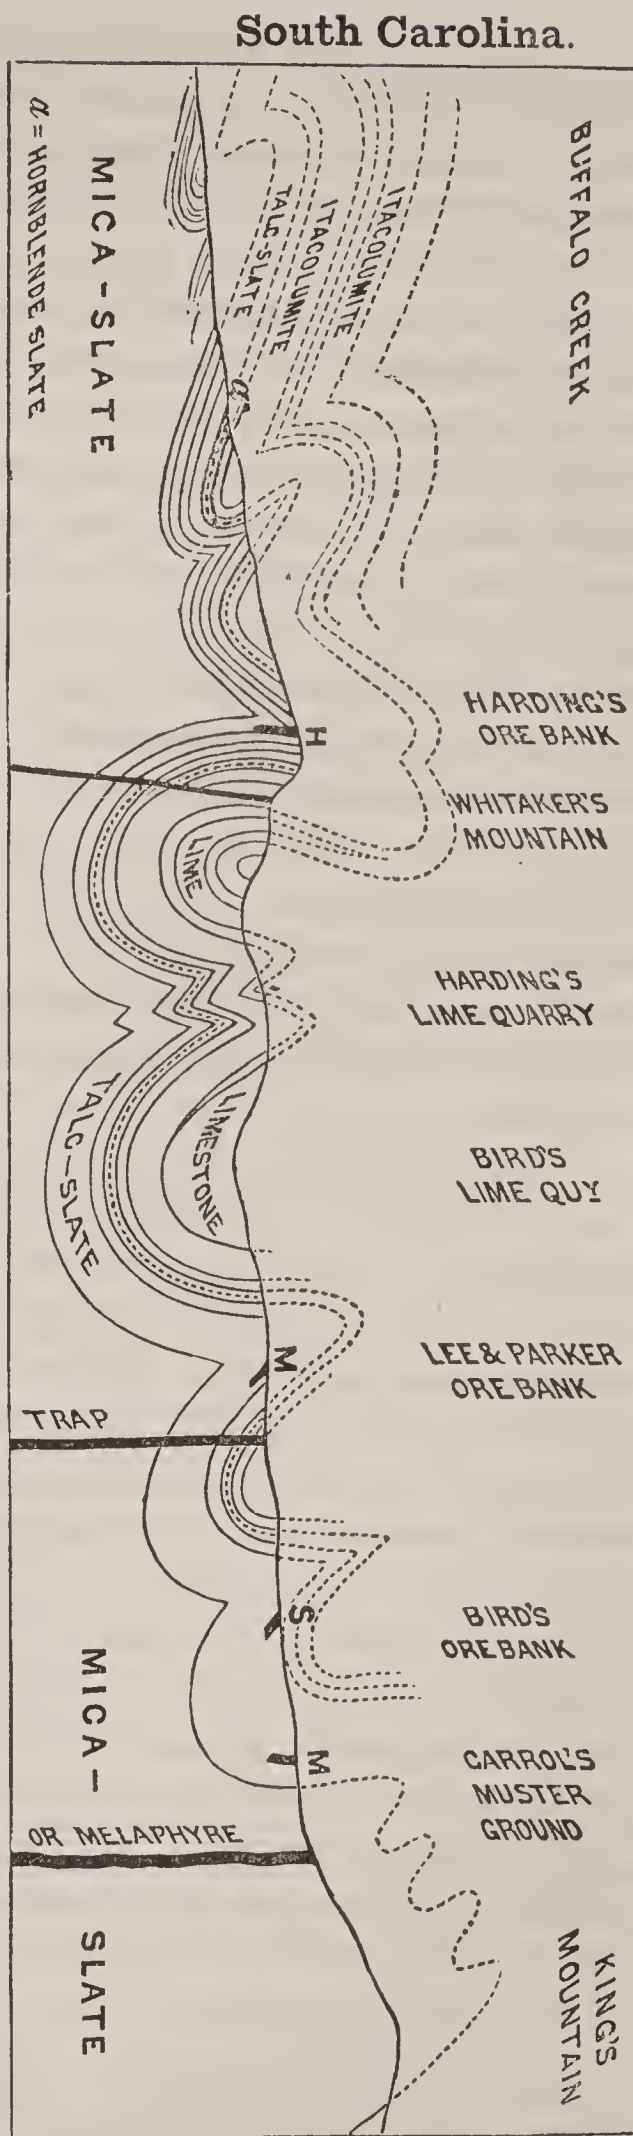 South Carolina.
BUFFALO CREEK
HARDING'S
ORE BANK
WHITAKER'S
MOUNTAIN
HARDING'S
LIME QUARRY
BIRD'S
LIME QUY
LEE & PARKER
ORE BANK
BIRD'S
ORE BANK
CARROL'S
MUSTER
GROUND
KING'S
MOUNTAIN
ITACOLUMITE
ITACOLUMITE
TALC-SLATE
a
H
M
S
M
LIME
LIMESTONE
TALC-SLATE
TRAP
OR MELAPHYRE
MICA-SLATE
MICA-
SLATE
a = HORNBLENDE SLATE